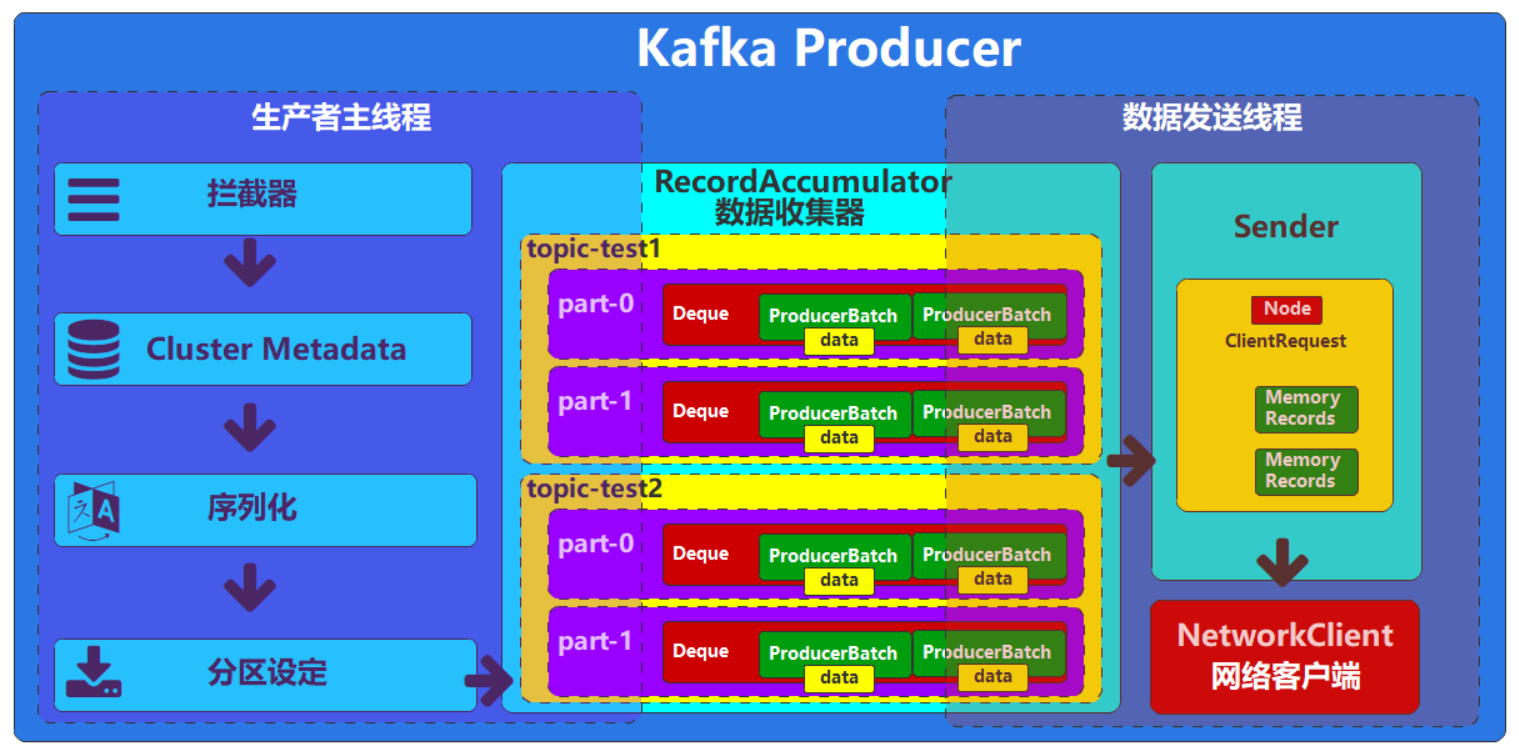 Kafka Producer
生产者主线程
拦截器
Cluster Metadata
序列化
分区设定
RecordAccumulator
数据收集器
topic-test1
part-0
Deque
ProducerBatch
data
ProducerBatch
data
part-1
Deque
ProducerBatch
data
ProducerBatch
data
topic-test2
part-0
Deque
ProducerBatch
data
ProducerBatch
data
part-1
Deque
ProducerBatch
data
ProducerBatch
data
数据发送线程
Sender
Node
ClientRequest
Memory
Records
Memory
Records
NetworkClient
网络客户端